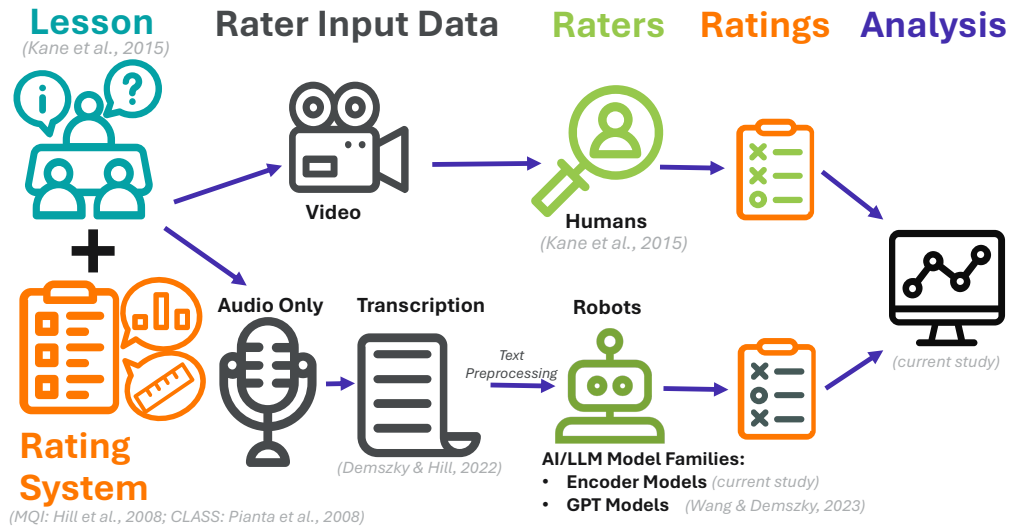 Lesson
(Kane et al., 2015)
Rater Input Data
Raters
Ratings
Analysis
Video
Humans
(Kane et al., 2015)
Audio Only
Transcription
Text
Preprocessing
Robots
(current study)
(Demszky & Hill, 2022)
Rating
System
(MQI: Hill et al., 2008; CLASS: Pianta et al., 2008)
AI/LLM Model Families:
• Encoder Models (current study)
• GPT Models (Wang & Demszky, 2023)